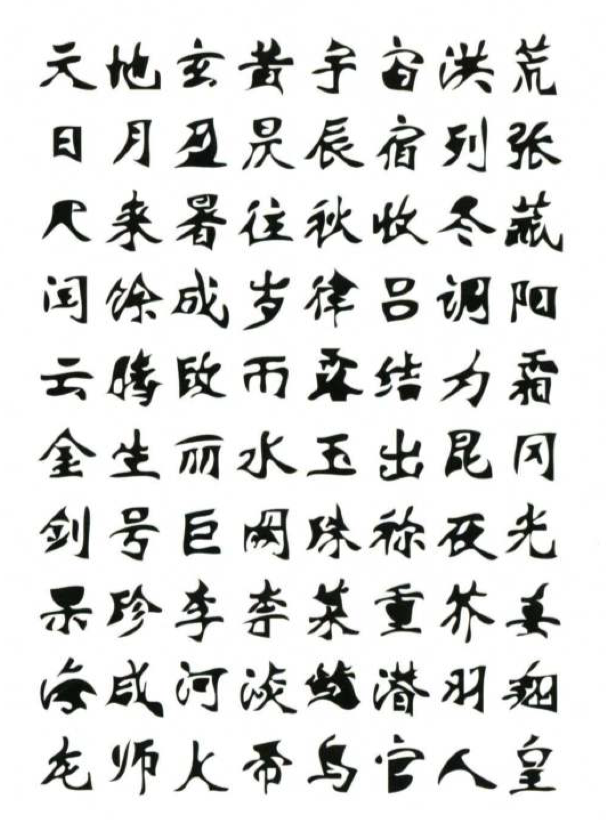 天地玄黄宇宙洪荒
日月盈昃辰宿列张
来暑往秋收冬藏
闰馀成岁律吕调阳
云腾致雨露结为霜
金生丽水玉出昆冈
剑号巨阙珠称夜光
果珍李柰菜重芥姜
海咸河淡鳞潜羽翔
龙师火帝鸟官人皇